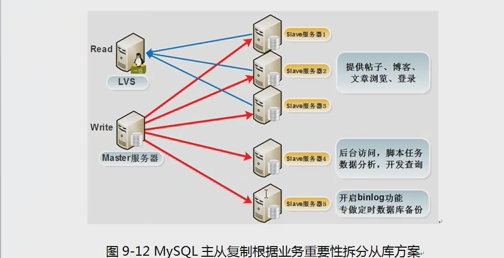 Read
LVS
Write
Master服务器
Slave服务器1
Slave服务器2
Slave服务器3
Slave服务器4
Slave服务器5
提供帖子、博客、
文章浏览、登录
后台访问，脚本任务
数据分析，开发查询
开启binlog功能
专做定时数据库备份
图 9-12 MySQL 主从复制根据业务重要性拆分从库方案